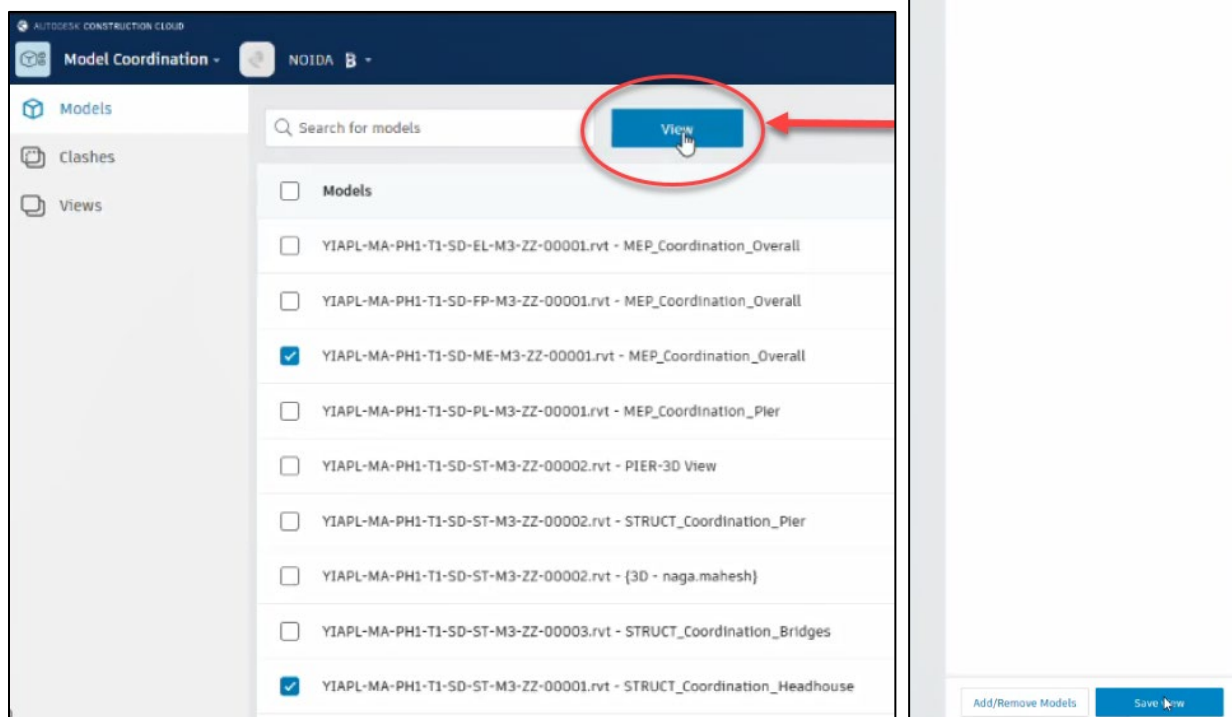 AUTODESK CONSTRUCTION CLOUD
Model Coordination
NOIDA B
Models
Clashes
Views
Search for models
View
Models
YIAPL-MA-PH1-T1-SD-EL-M3-ZZ-00001.rvt - MEP_Coordination_Overall
YIAPL-MA-PH1-T1-SD-FP-M3-ZZ-00001.rvt - MEP_Coordination_Overall
YIAPL-MA-PH1-T1-SD-ME-M3-ZZ-00001.rvt - MEP_Coordination_Overall
YIAPL-MA-PH1-T1-SD-PL-M3-ZZ-00001.rvt - MEP_Coordination_Pier
YIAPL-MA-PH1-T1-SD-ST-M3-ZZ-00002.rvt - PIER-3D View
YIAPL-MA-PH1-T1-SD-ST-M3-ZZ-00002.rvt - STRUCT_Coordination_Pier
YIAPL-MA-PH1-T1-SD-ST-M3-ZZ-00002.rvt - {3D - naga.mahesh}
YIAPL-MA-PH1-T1-SD-ST-M3-ZZ-00003.rvt - STRUCT_Coordination_Bridges
YIAPL-MA-PH1-T1-SD-ST-M3-ZZ-00001.rvt - STRUCT_Coordination_Headhouse
Add/Remove Models
Save View